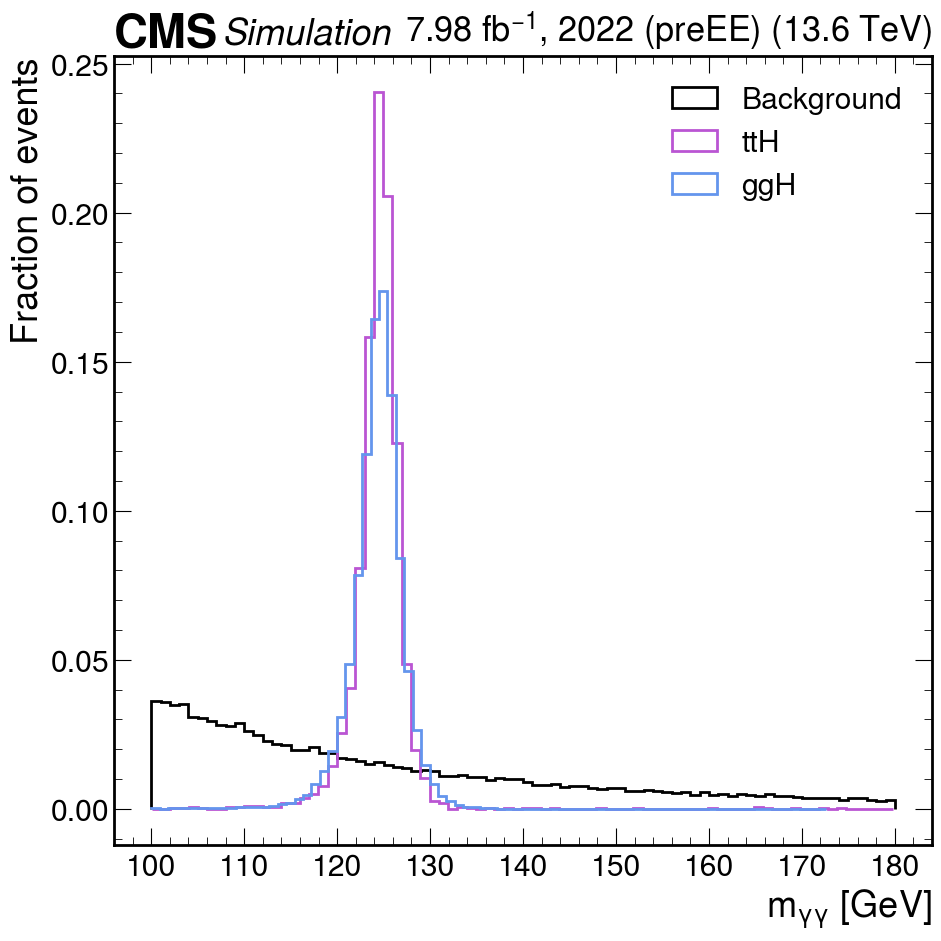 CMS Simulation 7.98 fb⁻¹, 2022 (preEE) (13.6 TeV)
Fraction of events
0.25
0.20
0.15
0.10
0.05
0.00
Background
ttH
ggH
100 110 120 130 140 150 160 170 180
mγγ [GeV]